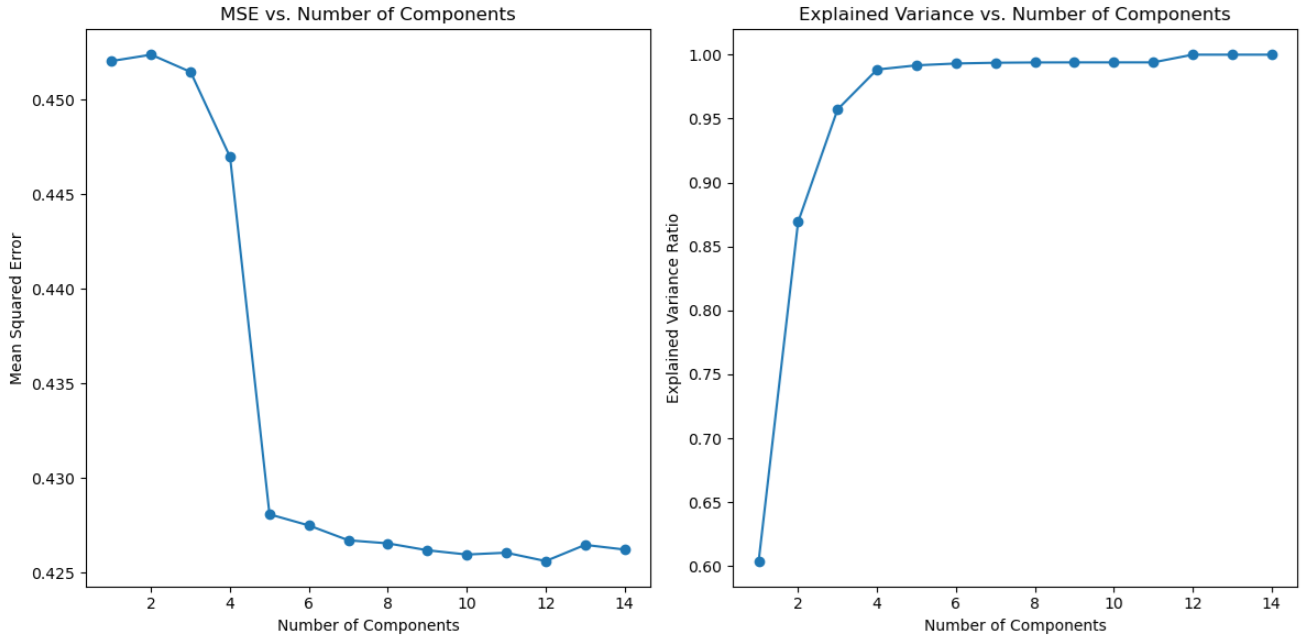 MSE vs. Number of Components
0.450
0.445
0.440
0.435
0.430
0.425
Mean Squared Error
2 4 6 8 10 12 14
Number of Components
Explained Variance vs. Number of Components
1.00
0.95
0.90
0.85
0.80
0.75
0.70
0.65
0.60
Explained Variance Ratio
2 4 6 8 10 12 14
Number of Components